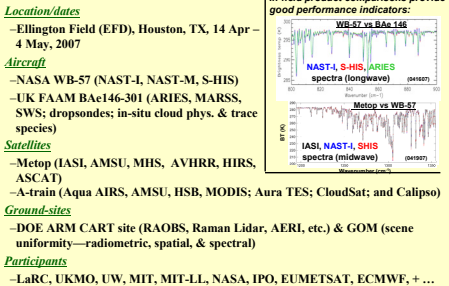 good performance indicators:
Location/dates
–Ellington Field (EFD), Houston, TX, 14 Apr –
4 May, 2007
Aircraft
–NASA WB-57 (NAST-I, NAST-M, S-HIS)
–UK FAAM BAe146-301 (ARIES, MARSS,
SWS; dropsondes; in-situ cloud phys. & trace
species)
Satellites
–Metop (IASI, AMSU, MHS, AVHRR, HIRS,
ASCAT)
–A-train (Aqua AIRS, AMSU, HSB, MODIS; Aura TES; CloudSat; and Calipso)
Ground-sites
–DOE ARM CART site (RAOBS, Raman Lidar, AERI, etc.) & GOM (scene
uniformity—radiometric, spatial, & spectral)
Participants
–LaRC, UKMO, UW, MIT, MIT-LL, NASA, IPO, EUMETSAT, ECMWF, + …
WB-57 vs BAe 146
NAST-I, S-HIS, ARIES
spectra (longwave) (041607)
Metop vs WB-57
BT (K)
IASI, NAST-I, SHIS
spectra (midwave) (041907)
Wavenumber (cm-1)